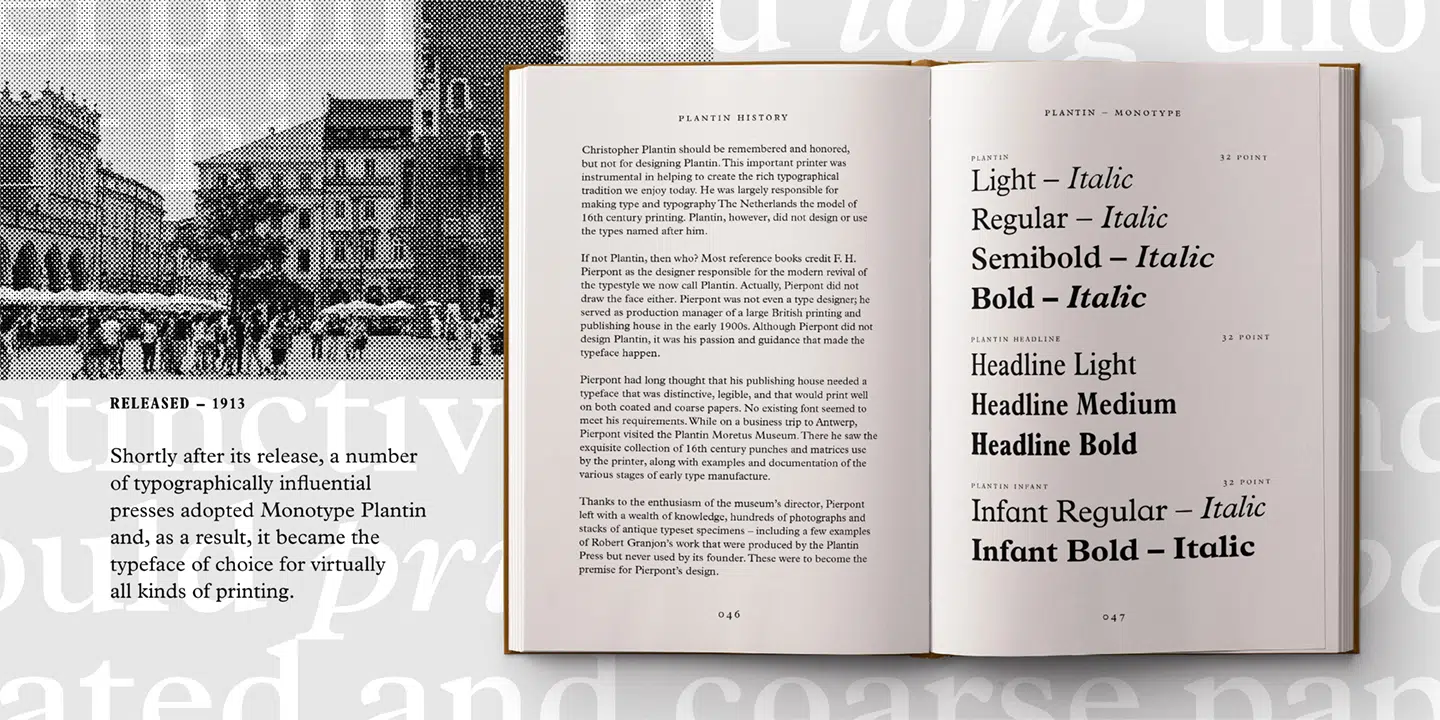 RELEASED – 1913
Shortly after its release, a number
of typographically influential
presses adopted Monotype Plantin
and, as a result, it became the
typeface of choice for virtually
all kinds of printing.
PLANTIN HISTORY
Christopher Plantin should be remembered and honored,
but not for designing Plantin. This important printer was
instrumental in helping to create the rich typographical
tradition we enjoy today. He was largely responsible for
making type and typography The Netherlands the model of
16th century printing. Plantin, however, did not design or use
the types named after him.
If not Plantin, then who? Most reference books credit F. H.
Pierpont as the designer responsible for the modern revival of
the typestyle we now call Plantin. Actually, Pierpont did not
draw the face either. Pierpont was not even a type designer; he
served as production manager of a large British printing and
publishing house in the early 1900s. Although Pierpont did not
design Plantin, it was his passion and guidance that made the
typeface happen.
Pierpont had long thought that his publishing house needed a
typeface that was distinctive, legible, and that would print well
on both coated and coarse papers. No existing font seemed to
meet his requirements. While on a business trip to Antwerp,
Pierpont visited the Plantin Moretus Museum. There he saw the
exquisite collection of 16th century punches and matrices use
by the printer, along with examples and documentation of the
various stages of early type manufacture.
Thanks to the enthusiasm of the museum's director, Pierpont
left with a wealth of knowledge, hundreds of photographs and
stacks of antique typeset specimens – including a few examples
of Robert Granjon's work that were produced by the Plantin
Press but never used by its founder. These were to become the
premise for Pierpont's design.
046
PLANTIN – MONOTYPE
PLANTIN 32 POINT
Light – Italic
Regular – Italic
Semibold – Italic
Bold – Italic
PLANTIN HEADLINE 32 POINT
Headline Light
Headline Medium
Headline Bold
PLANTIN INFANT 32 POINT
Infant Regular – Italic
Infant Bold – Italic
047